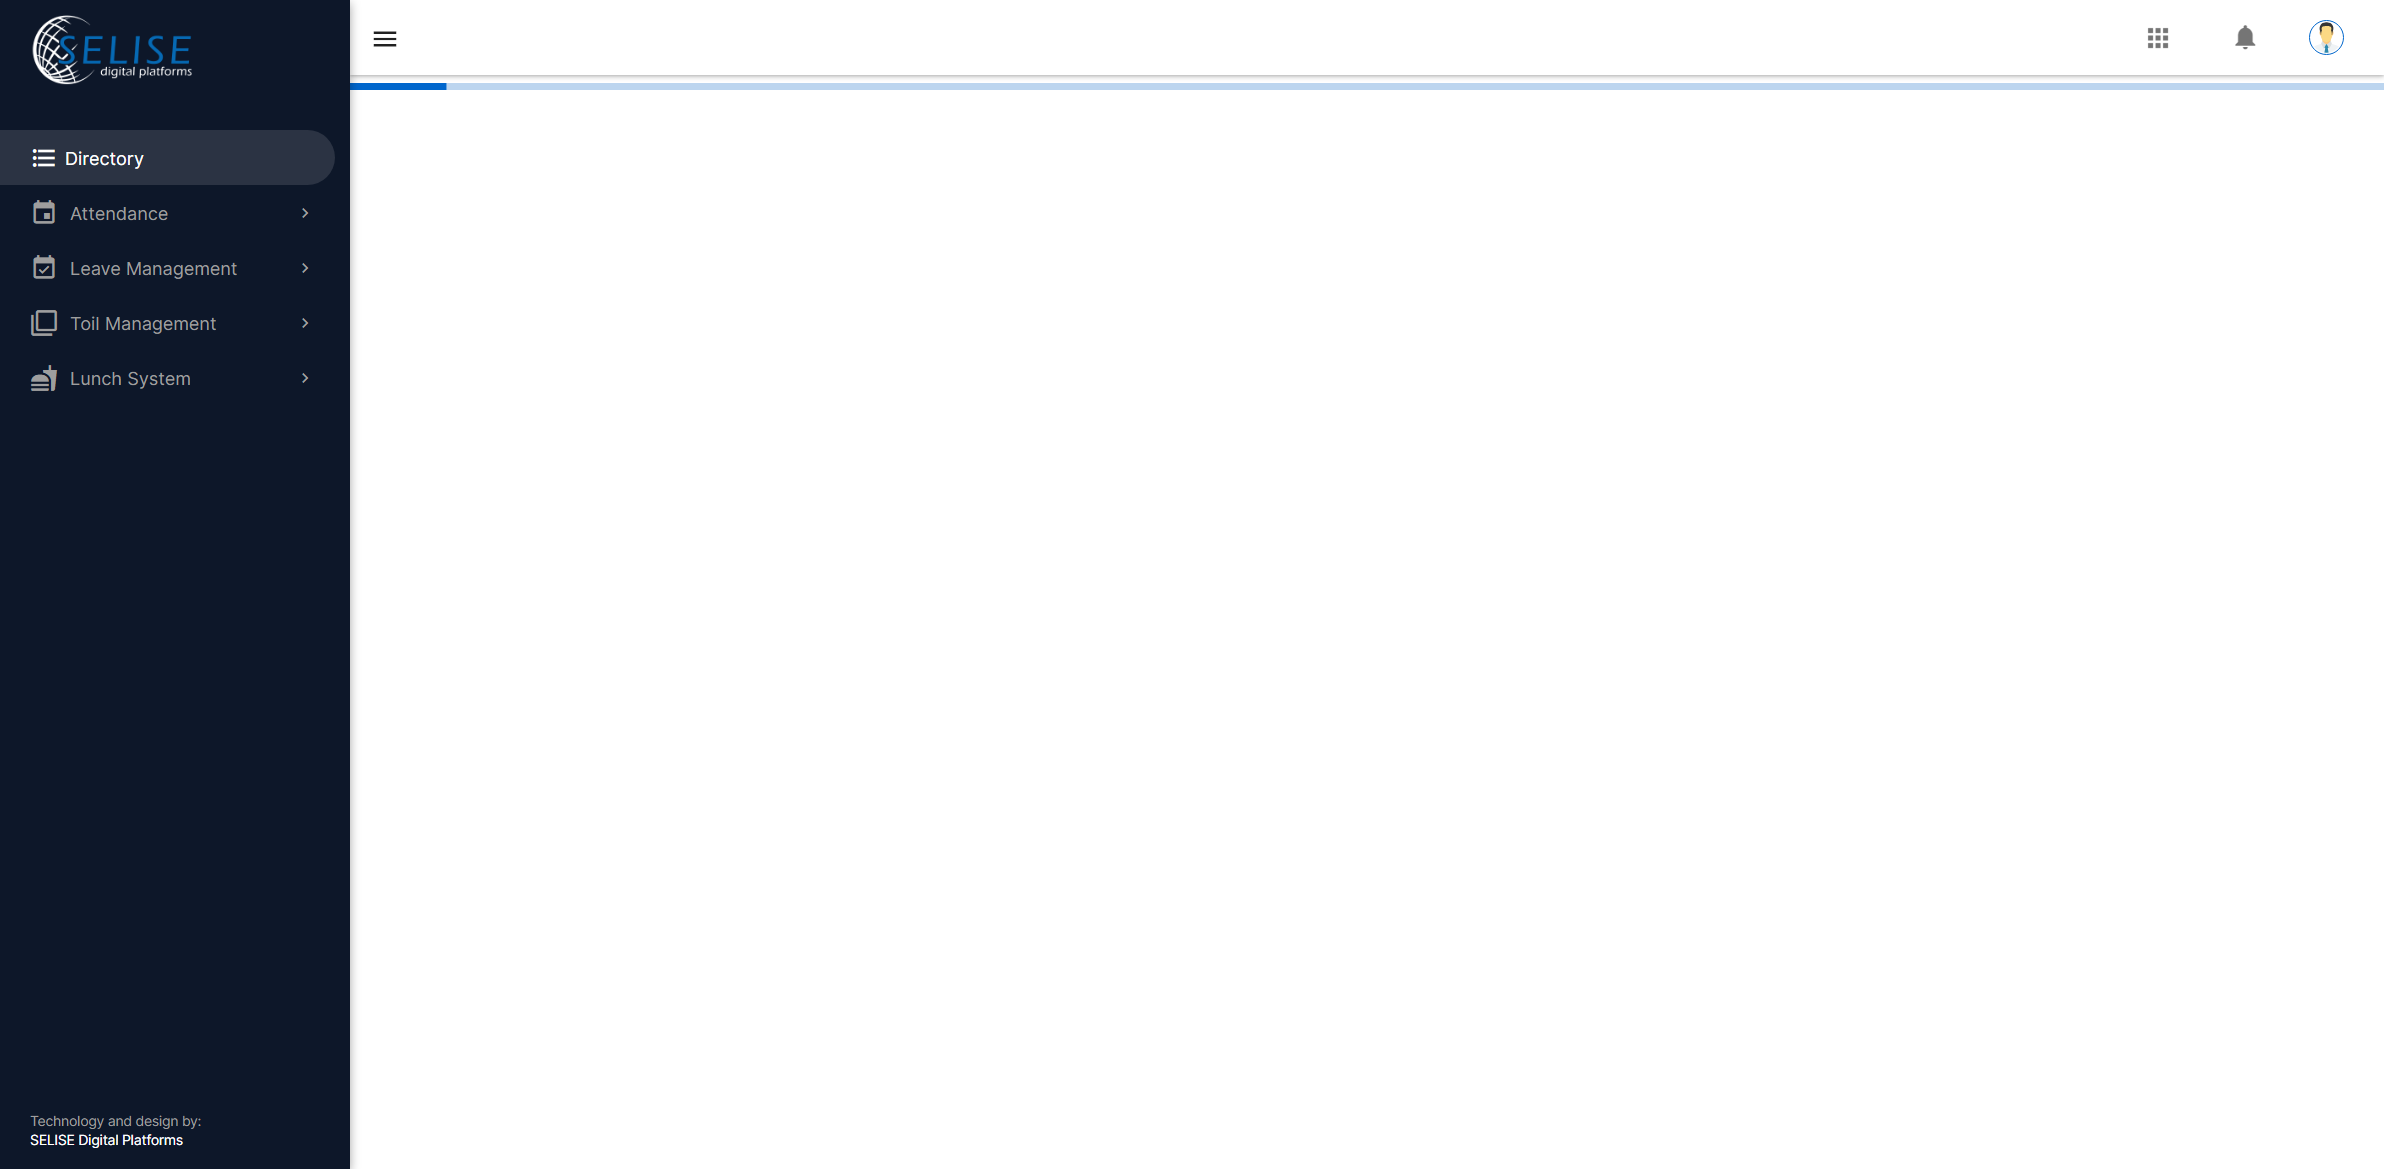 SELISE
digital platforms
Directory
Attendance
Leave Management
Toil Management
Lunch System
Technology and design by:
SELISE Digital Platforms